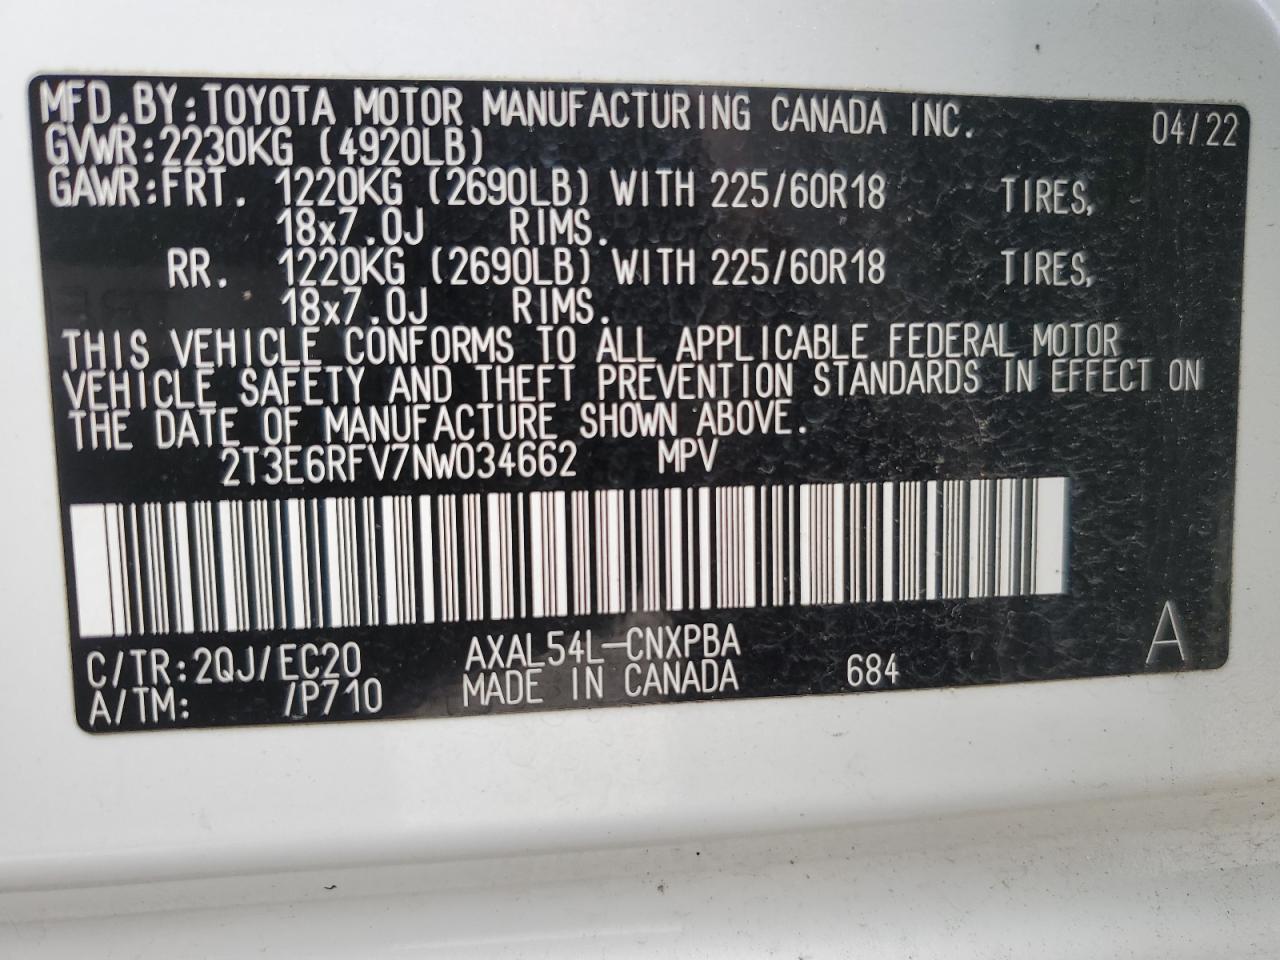 MFD.BY:TOYOTA MOTOR MANUFACTURING CANADA INC. 04/22
GVWR:2230KG (4920LB)
GAWR:FRT. 1220KG (2690LB) WITH 225/60R18 TIRES,
18x7.0J RIMS.
RR. 1220KG (2690LB) WITH 225/60R18 TIRES,
18x7.0J RIMS.
THIS VEHICLE CONFORMS TO ALL APPLICABLE FEDERAL MOTOR
VEHICLE SAFETY AND THEFT PREVENTION STANDARDS IN EFFECT ON
THE DATE OF MANUFACTURE SHOWN ABOVE.
2T3E6RFV7NW034662 MPV
C/TR:2QJ/EC20 AXAL54L-CNXPBA A
A/TM: /P710 MADE IN CANADA 684